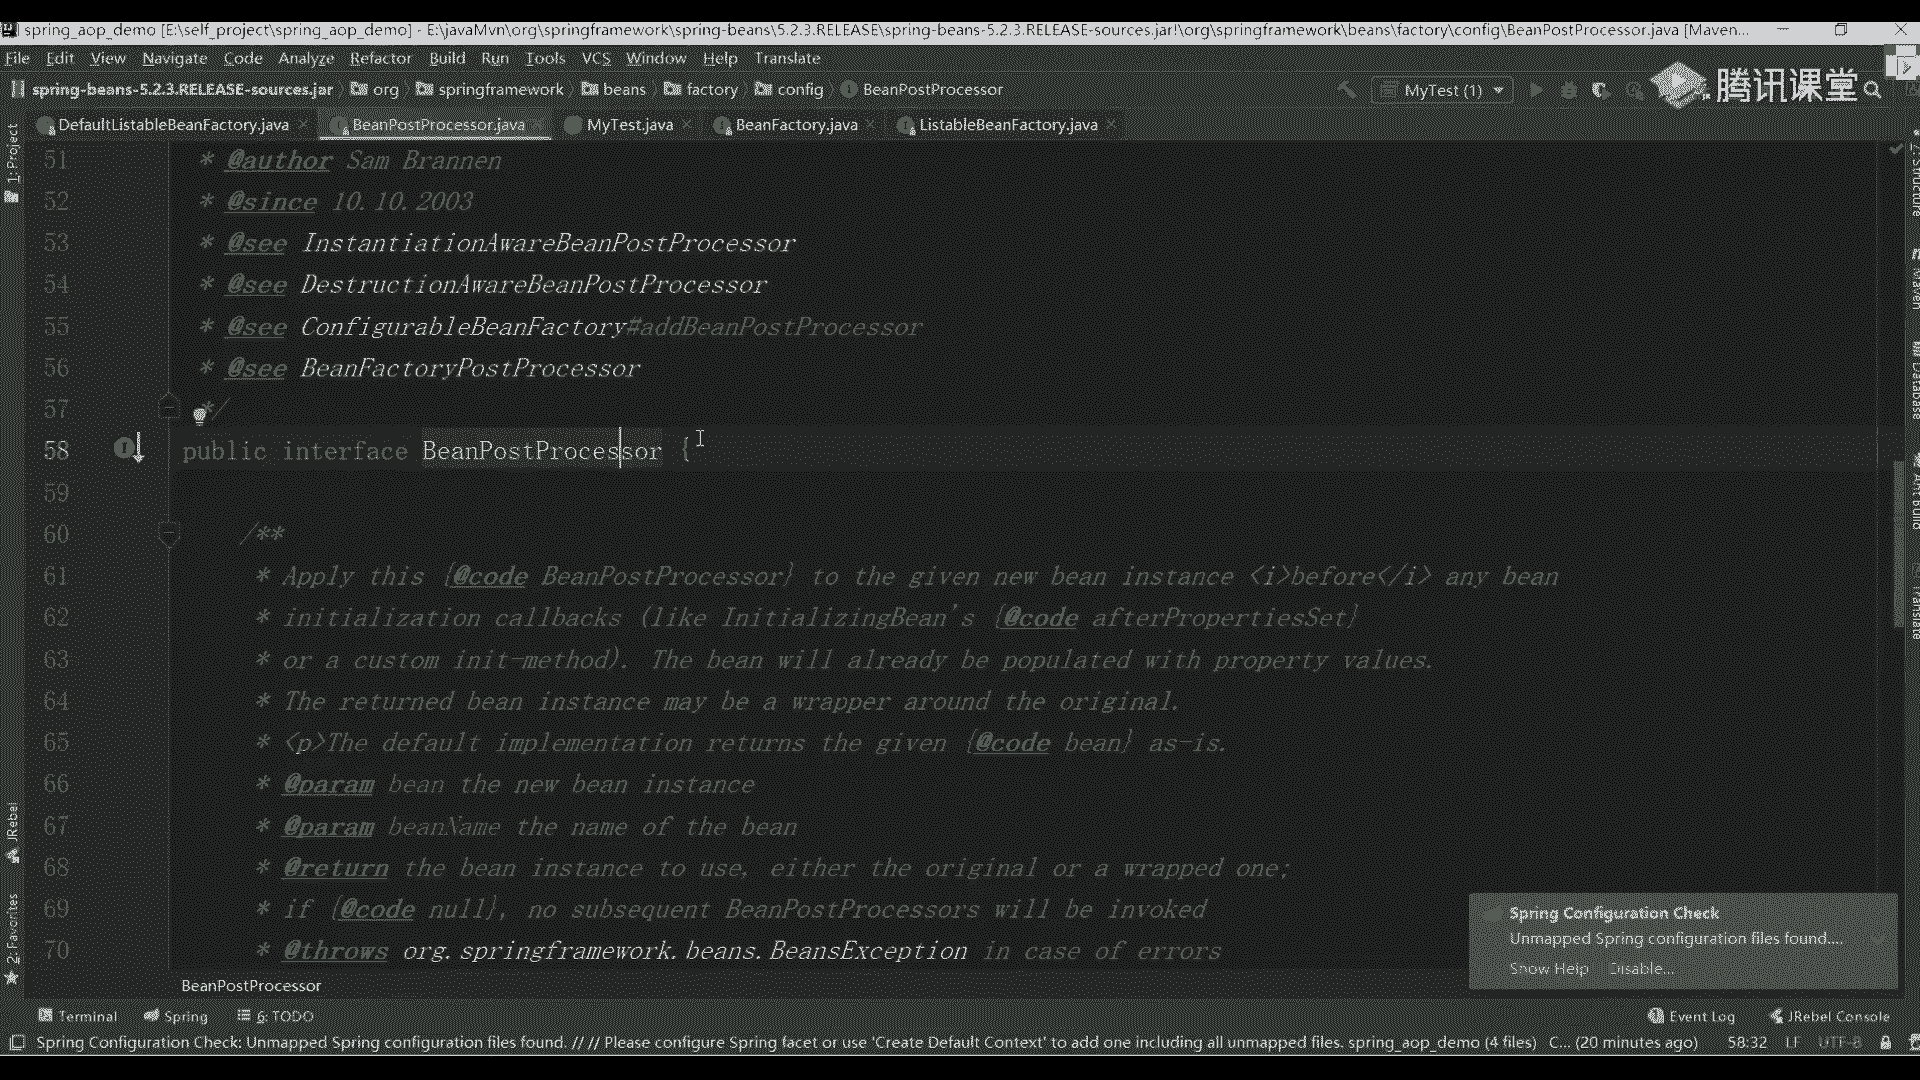 spring_aop_demo [E:\self_project\spring_aop_demo] - E:\javaMvn\org\springframework\spring-beans\5.2.3.RELEASE\spring-beans-5.2.3.RELEASE-sources.jar!\org\springframework\beans\factory\config\BeanPostProcessor.java [Maven...
File Edit View Navigate Code Analyze Refactor Build Run Tools VCS Window Help Translate
spring-beans-5.2.3.RELEASE-sources.jar org springframework beans factory config BeanPostProcessor MyTest (1) 腾讯课堂
DefaultListableBeanFactory.java BeanPostProcessor.java MyTest.java BeanFactory.java ListableBeanFactory.java
1: Project
51 * @author Sam Brannen
52 * @since 10.10.2003
53 * @see InstantiationAwareBeanPostProcessor
54 * @see DestructionAwareBeanPostProcessor
55 * @see ConfigurableBeanFactory#addBeanPostProcessor
56 * @see BeanFactoryPostProcessor
57 */
58 public interface BeanPostProcessor {
59
60 /**
61 * Apply this {@code BeanPostProcessor} to the given new bean instance <i>before</i> any bean
62 * initialization callbacks (like InitializingBean's {@code afterPropertiesSet}
63 * or a custom init-method). The bean will already be populated with property values.
64 * The returned bean instance may be a wrapper around the original.
65 * <p>The default implementation returns the given {@code bean} as-is.
66 * @param bean the new bean instance
67 * @param beanName the name of the bean
68 * @return the bean instance to use, either the original or a wrapped one;
69 * if {@code null}, no subsequent BeanPostProcessors will be invoked
70 * @throws org.springframework.beans.BeansException in case of errors
JRebel
2: Favorites
Z: Structure
Maven
Database
Ant Build
Translate
Spring Configuration Check
Unmapped Spring configuration files found....
Show Help Disable...
BeanPostProcessor
Terminal Spring 6: TODO Event Log JRebel Console
Spring Configuration Check: Unmapped Spring configuration files found. // // Please configure Spring facet or use 'Create Default Context' to add one including all unmapped files. spring_aop_demo (4 files) C... (20 minutes ago) 58:32 LF UTF-8